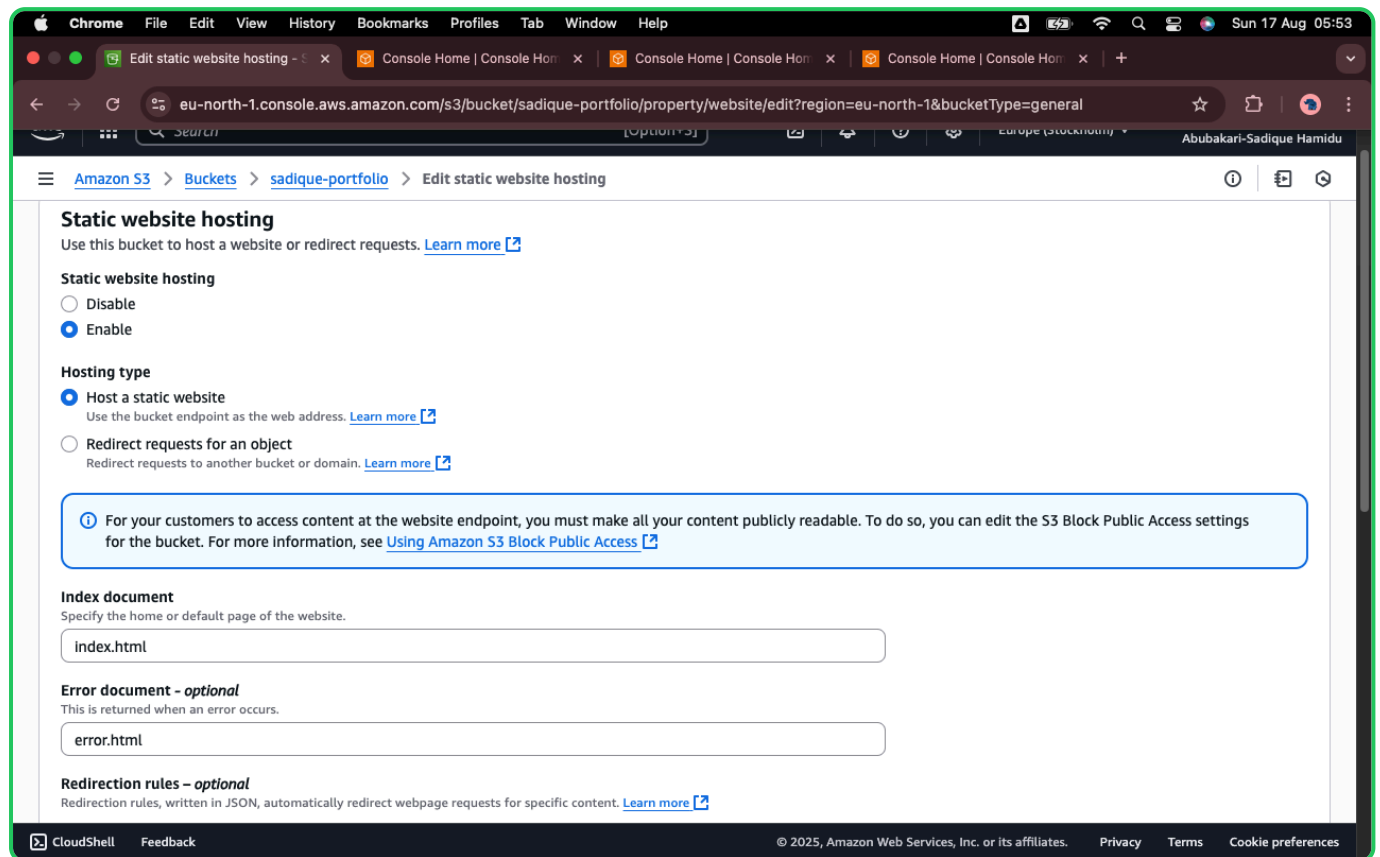 Chrome File Edit View History Bookmarks Profiles Tab Window Help Sun 17 Aug 05:53
Edit static website hosting - S Console Home | Console Hom Console Home | Console Hom Console Home | Console Hom
eu-north-1.console.aws.amazon.com/s3/bucket/sadique-portfolio/property/website/edit?region=eu-north-1&bucketType=general
Search [Option+S] Europe (Stockholm)
Abubakari-Sadique Hamidu
Amazon S3 > Buckets > sadique-portfolio > Edit static website hosting
Static website hosting
Use this bucket to host a website or redirect requests. Learn more
Static website hosting
Disable
Enable
Hosting type
Host a static website
Use the bucket endpoint as the web address. Learn more
Redirect requests for an object
Redirect requests to another bucket or domain. Learn more
For your customers to access content at the website endpoint, you must make all your content publicly readable. To do so, you can edit the S3 Block Public Access settings
for the bucket. For more information, see Using Amazon S3 Block Public Access
Index document
Specify the home or default page of the website.
index.html
Error document - optional
This is returned when an error occurs.
error.html
Redirection rules – optional
Redirection rules, written in JSON, automatically redirect webpage requests for specific content. Learn more
CloudShell Feedback © 2025, Amazon Web Services, Inc. or its affiliates. Privacy Terms Cookie preferences